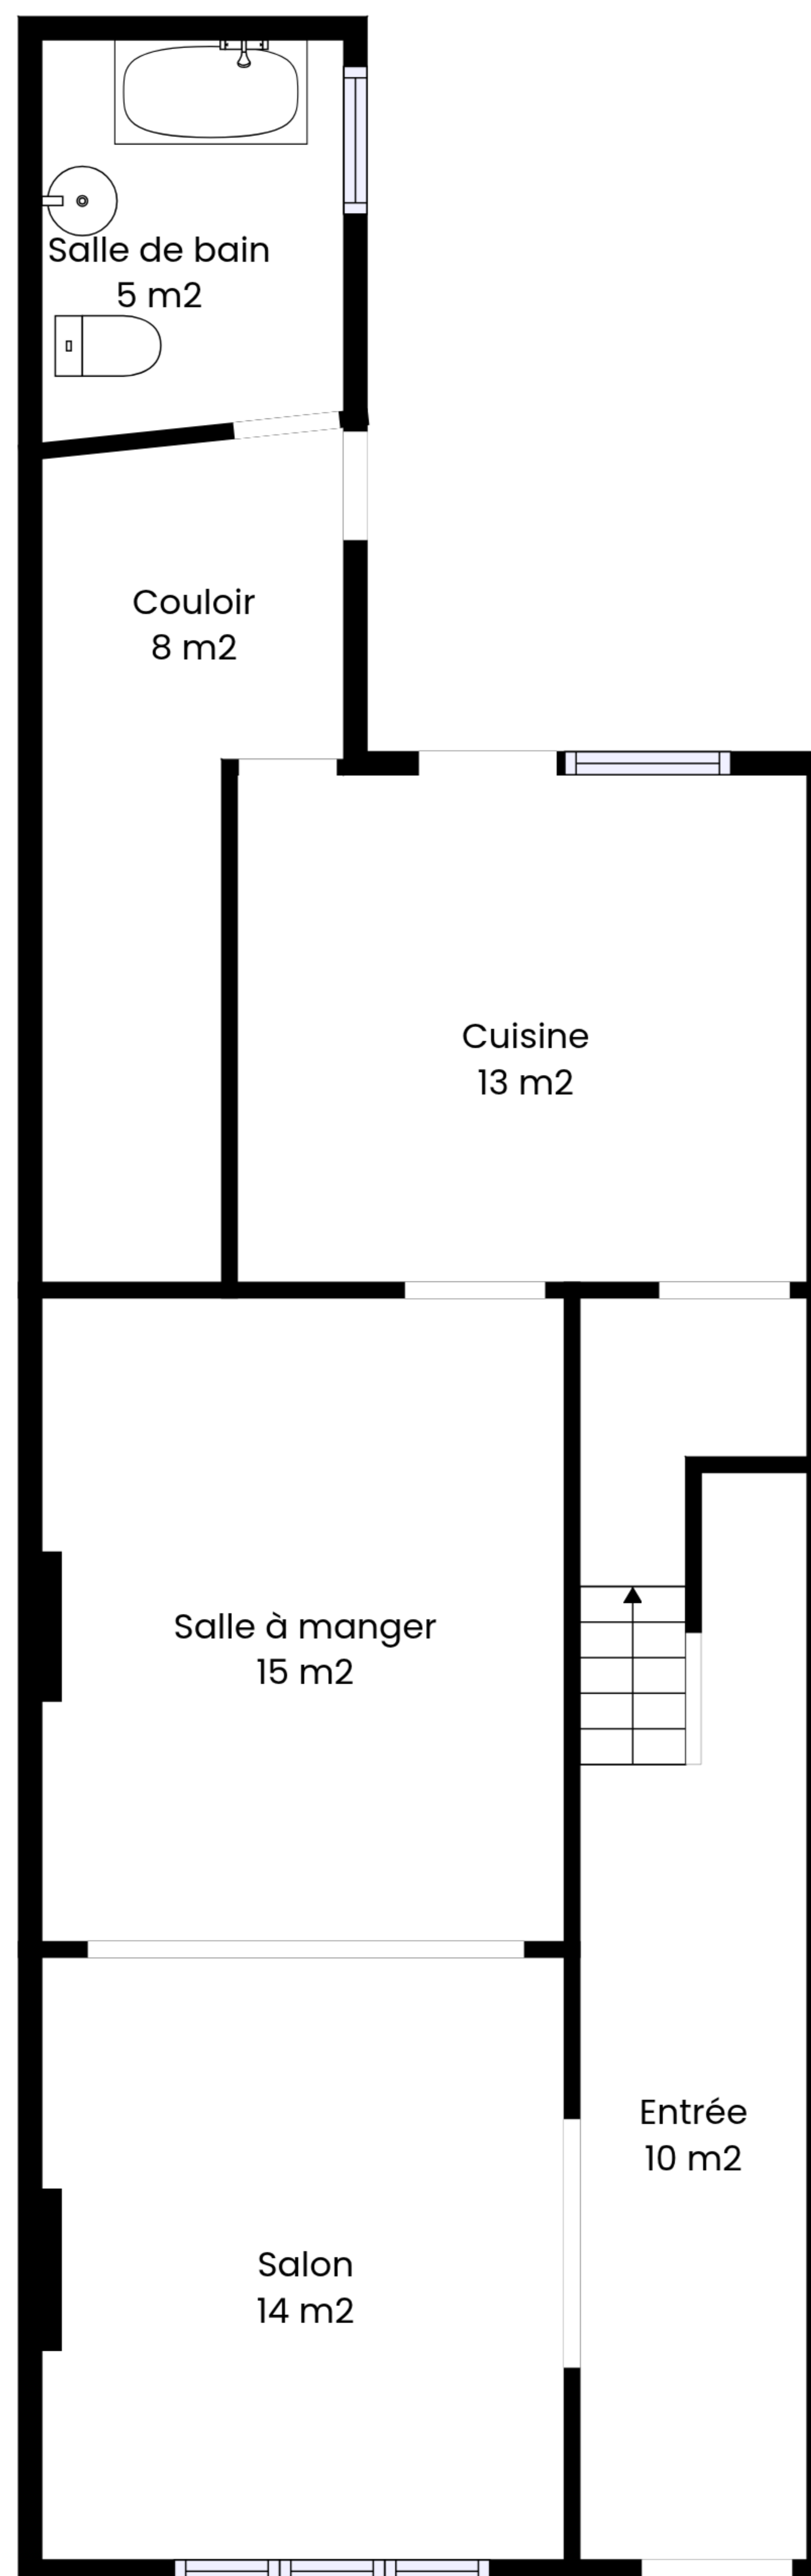 Salle de bain
5 m2
Couloir
8 m2
Cuisine
13 m2
Salle à manger
15 m2
Entrée
10 m2
Salon
14 m2